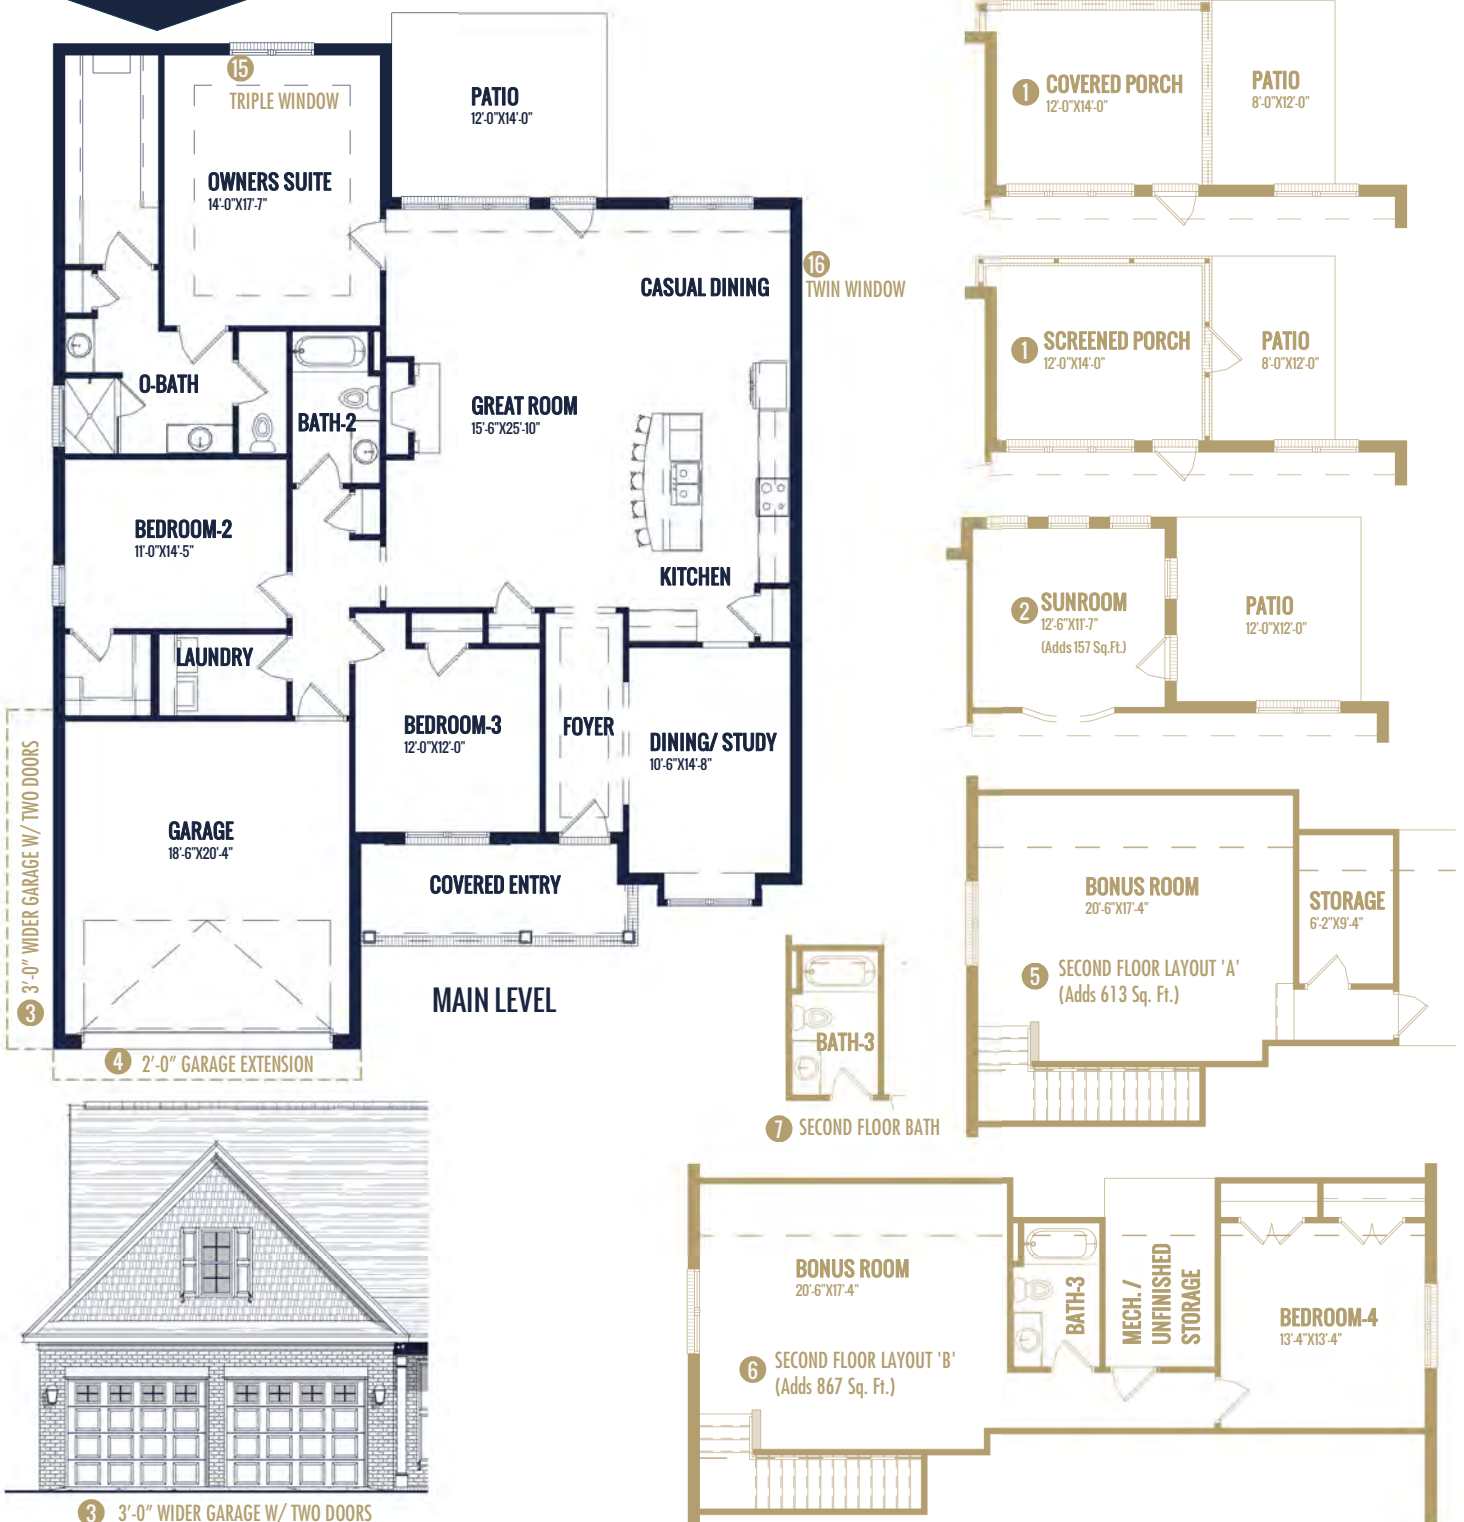 15
TRIPLE WINDOW
OWNERS SUITE
14'-0"X17'-7"
PATIO
12'-0"X14'-0"
CASUAL DINING
16
TWIN WINDOW
O-BATH
BATH-2
GREAT ROOM
15'-6"X25'-10"
BEDROOM-2
11'-0"X14'-5"
KITCHEN
LAUNDRY
BEDROOM-3
12'-0"X12'-0"
FOYER
DINING/ STUDY
10'-6"X14'-8"
GARAGE
18'-6"X20'-4"
COVERED ENTRY
3 3'-0" WIDER GARAGE W/ TWO DOORS
4 2'-0" GARAGE EXTENSION
MAIN LEVEL
3 3'-0" WIDER GARAGE W/ TWO DOORS
1 COVERED PORCH
12'-0"X14'-0"
PATIO
8'-0"X12'-0"
1 SCREENED PORCH
12'-0"X14'-0"
PATIO
8'-0"X12'-0"
2 SUNROOM
12'-6"X11'-7"
(Adds 157 Sq.Ft.)
PATIO
12'-0"X12'-0"
BONUS ROOM
20'-6"X17'-4"
STORAGE
6'-2"X9'-4"
5 SECOND FLOOR LAYOUT 'A'
(Adds 613 Sq. Ft.)
BATH-3
7 SECOND FLOOR BATH
BONUS ROOM
20'-6"X17'-4"
6 SECOND FLOOR LAYOUT 'B'
(Adds 867 Sq. Ft.)
BATH-3
MECH. /
UNFINISHED
STORAGE
BEDROOM-4
13'-4"X13'-4"